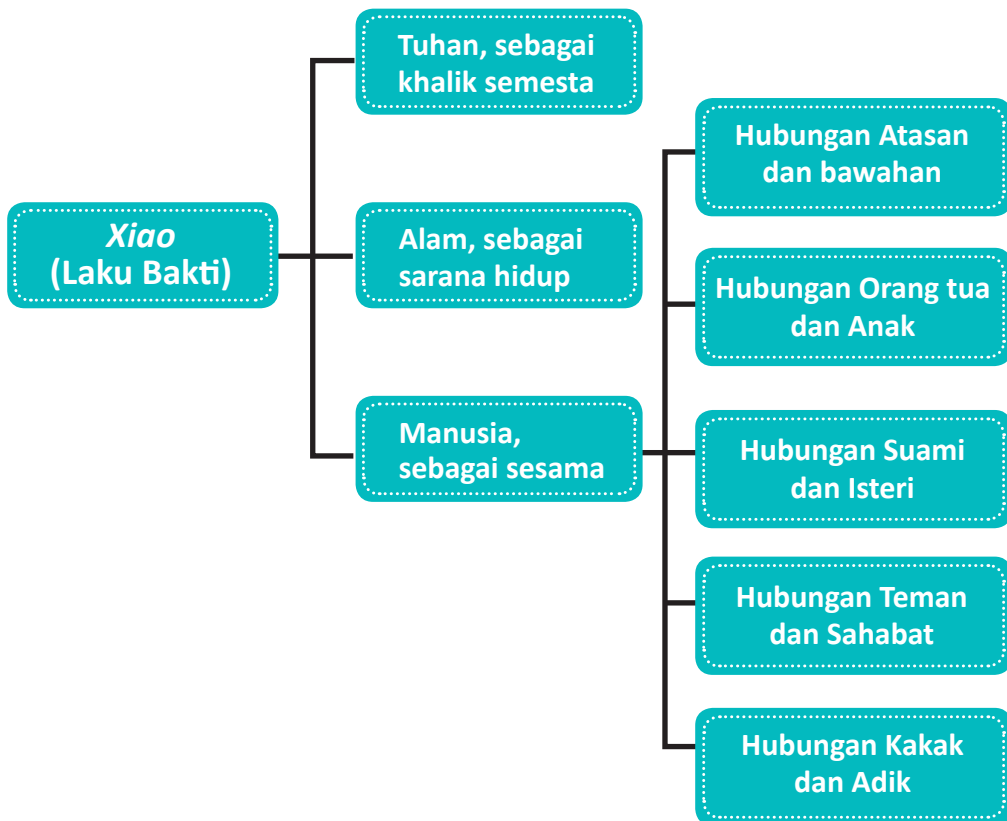 Xiao
(Laku Bakti)
Tuhan, sebagai
khalik semesta
Alam, sebagai
sarana hidup
Manusia,
sebagai sesama
Hubungan Atasan
dan bawahan
Hubungan Orang tua
dan Anak
Hubungan Suami
dan Isteri
Hubungan Teman
dan Sahabat
Hubungan Kakak
dan Adik